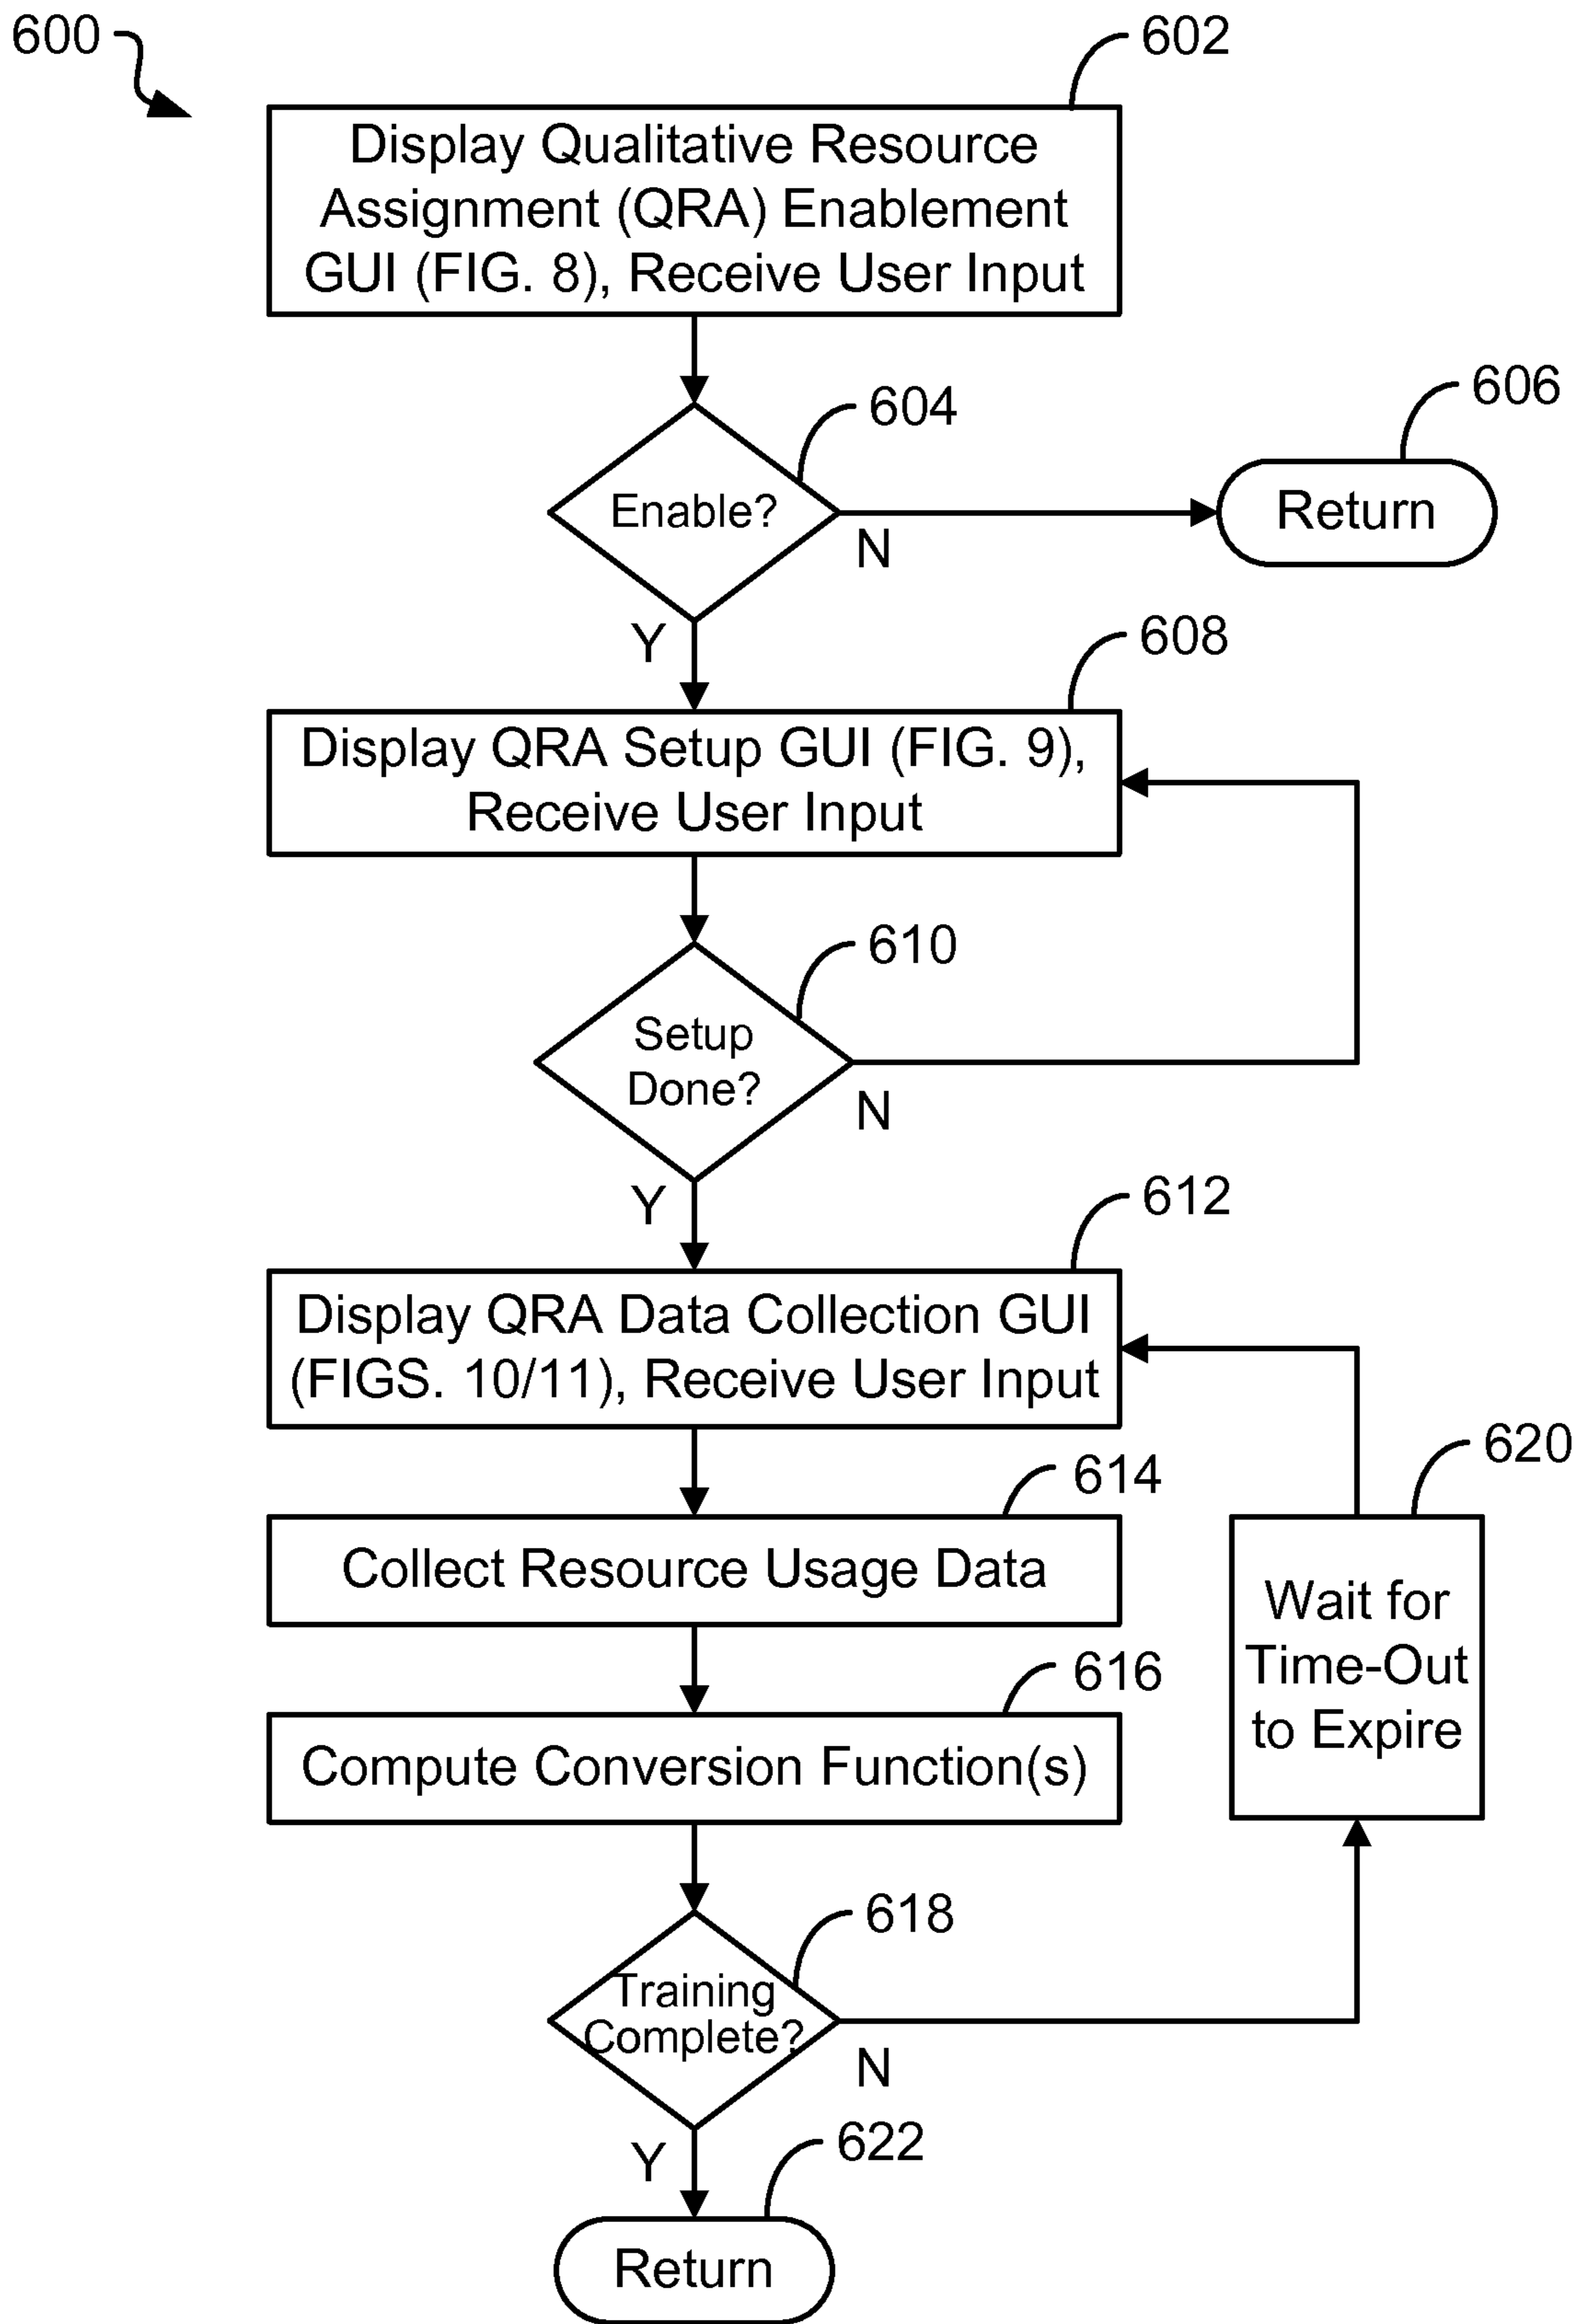 600
602
Display Qualitative Resource
Assignment (QRA) Enablement
GUI (FIG. 8), Receive User Input
604
Enable?
N
606
Return
Y
608
Display QRA Setup GUI (FIG. 9),
Receive User Input
610
Setup
Done?
N
Y
612
Display QRA Data Collection GUI
(FIGS. 10/11), Receive User Input
614
Collect Resource Usage Data
616
Compute Conversion Function(s)
620
Wait for
Time-Out
to Expire
618
Training
Complete?
N
Y
622
Return